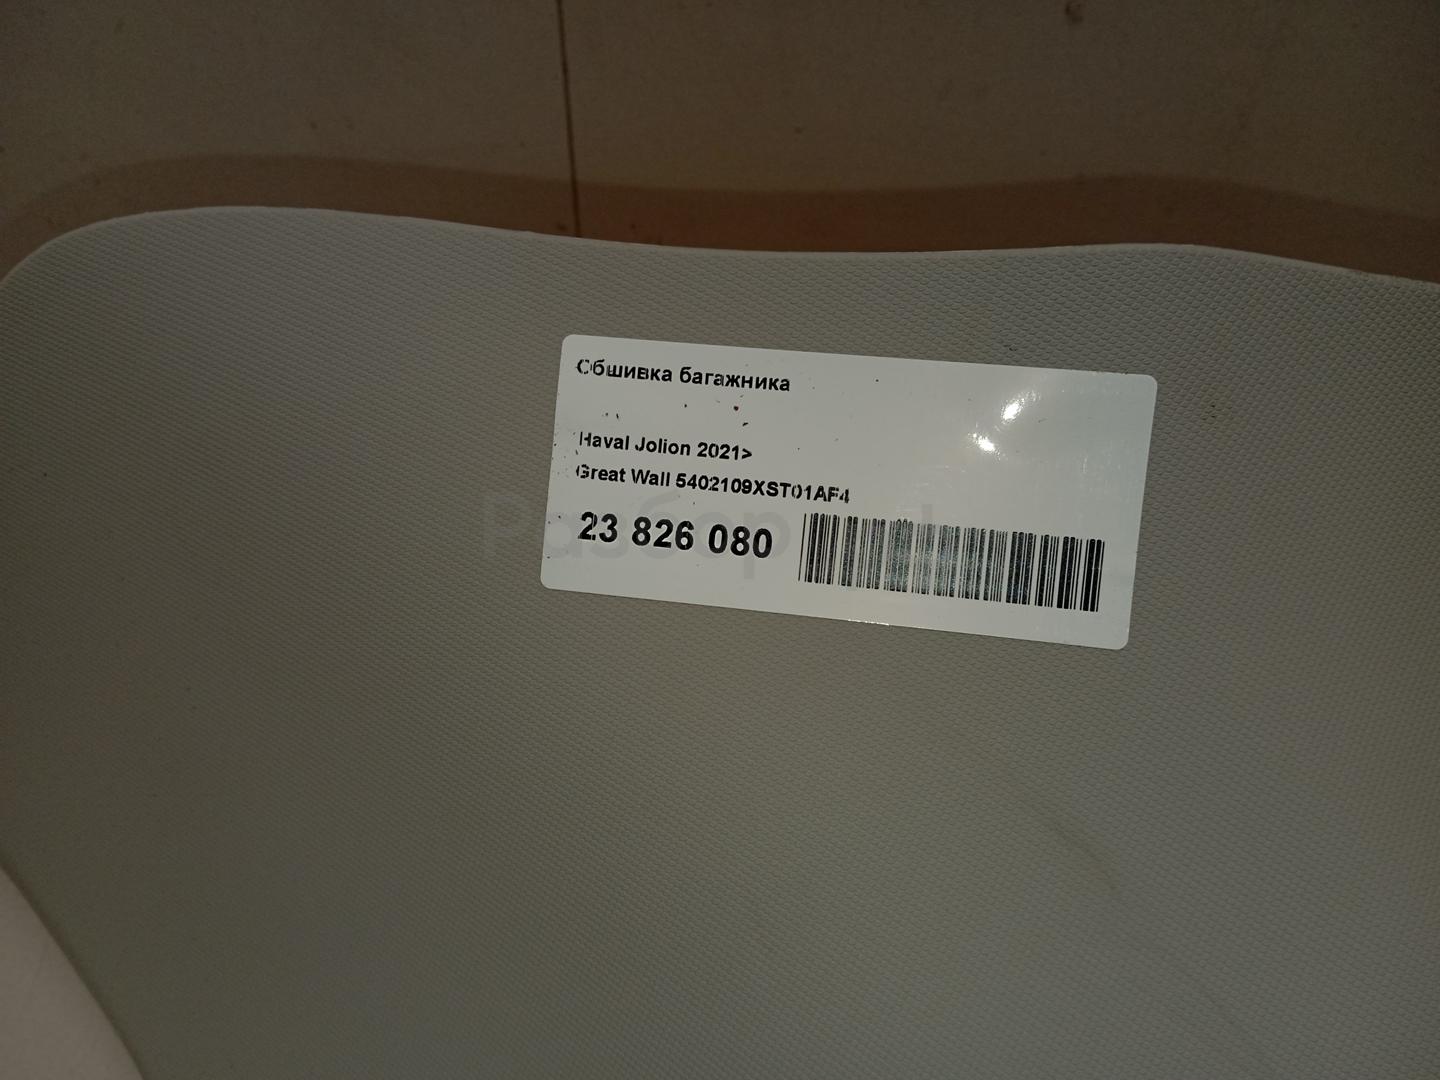 Обшивка багажника
Haval Jolion 2021>
Great Wall 5402109XST01AF4
23 826 080